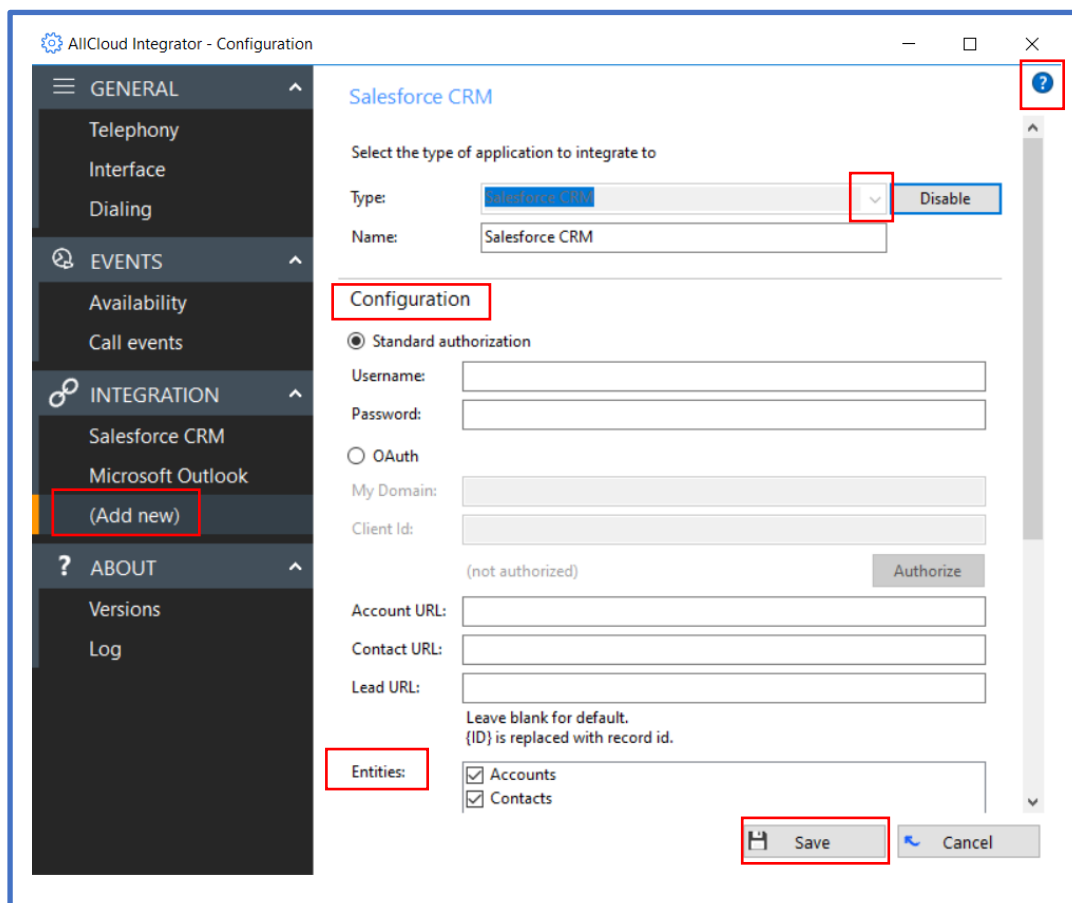 AllCloud Integrator - Configuration
GENERAL
Telephony
Interface
Dialing
EVENTS
Availability
Call events
INTEGRATION
Salesforce CRM
Microsoft Outlook
(Add new)
? ABOUT
Versions
Log
?
Salesforce CRM
Select the type of application to integrate to
Type: Salesforce CRM Disable
Name: Salesforce CRM
Configuration
Standard authorization
Username:
Password:
OAuth
My Domain:
Client Id:
(not authorized) Authorize
Account URL:
Contact URL:
Lead URL:
Leave blank for default.
{ID} is replaced with record id.
Entities: Accounts
Contacts
Save Cancel